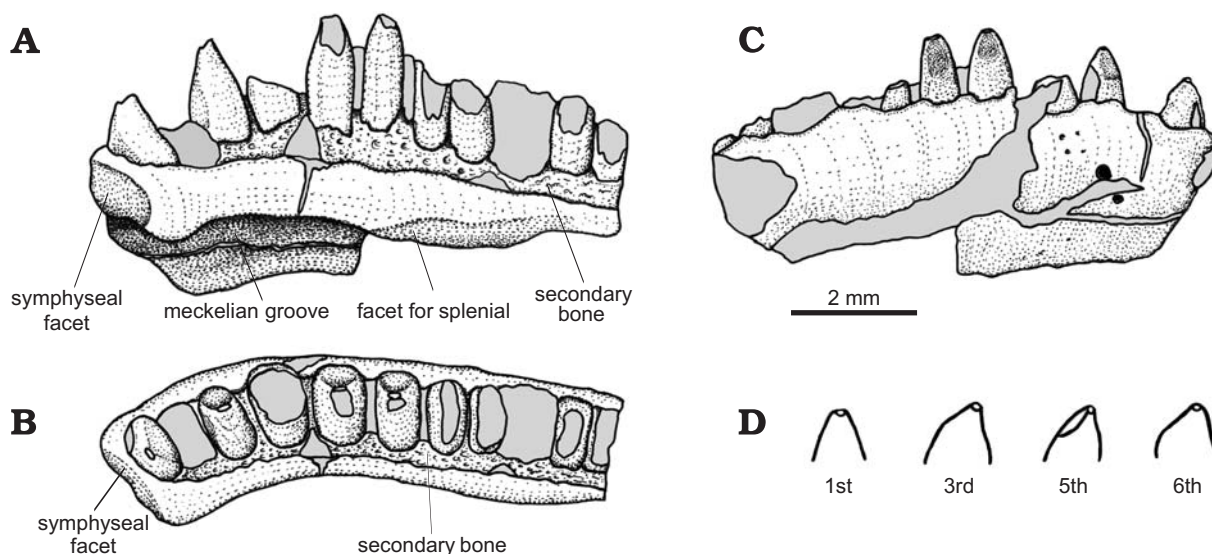 A
symphyseal
facet
meckelian groove
facet for splenial
secondary
bone
B
symphyseal
facet
secondary bone
C
2 mm
D
1st
3rd
5th
6th